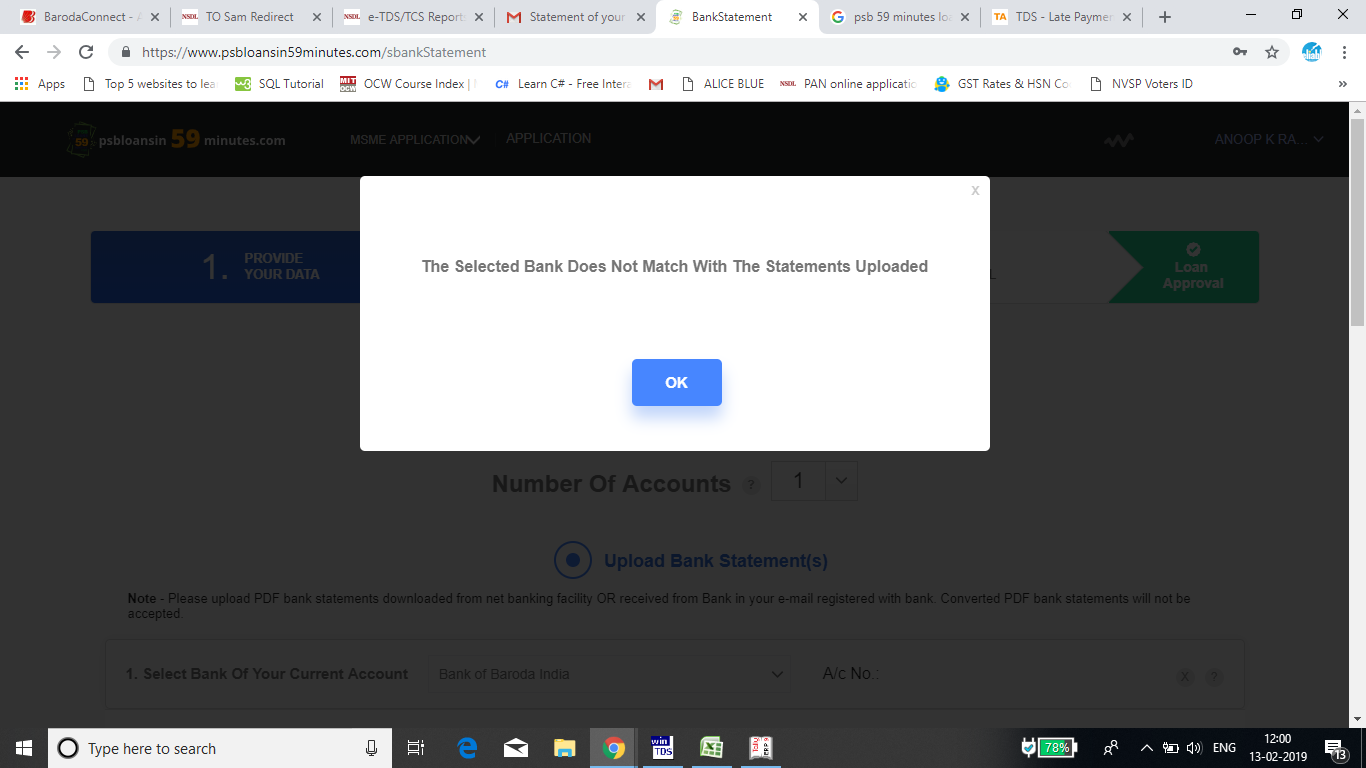 BarodaConnect - A
TO Sam Redirect
e-TDS/TCS Reports
Statement of your
BankStatement
psb 59 minutes loa
TDS - Late Paymen
https://www.psbloansin59minutes.com/sbankStatement
Apps
Top 5 websites to lea
SQL Tutorial
OCW Course Index |
Learn C# - Free Intera
ALICE BLUE
PAN online applicatio
GST Rates & HSN Co
NVSP Voters ID
psbloansin 59 minutes.com
MSME APPLICATION
APPLICATION
ANOOP K RA...
X
1.
PROVIDE
YOUR DATA
The Selected Bank Does Not Match With The Statements Uploaded
Loan
Approval
OK
Number Of Accounts ? 1
Upload Bank Statement(s)
Note - Please upload PDF bank statements downloaded from net banking facility OR received from Bank in your e-mail registered with bank. Converted PDF bank statements will not be
accepted.
1. Select Bank Of Your Current Account
Bank of Baroda India
A/c No.:
X ?
Type here to search
78%
ENG
12:00
13-02-2019
13